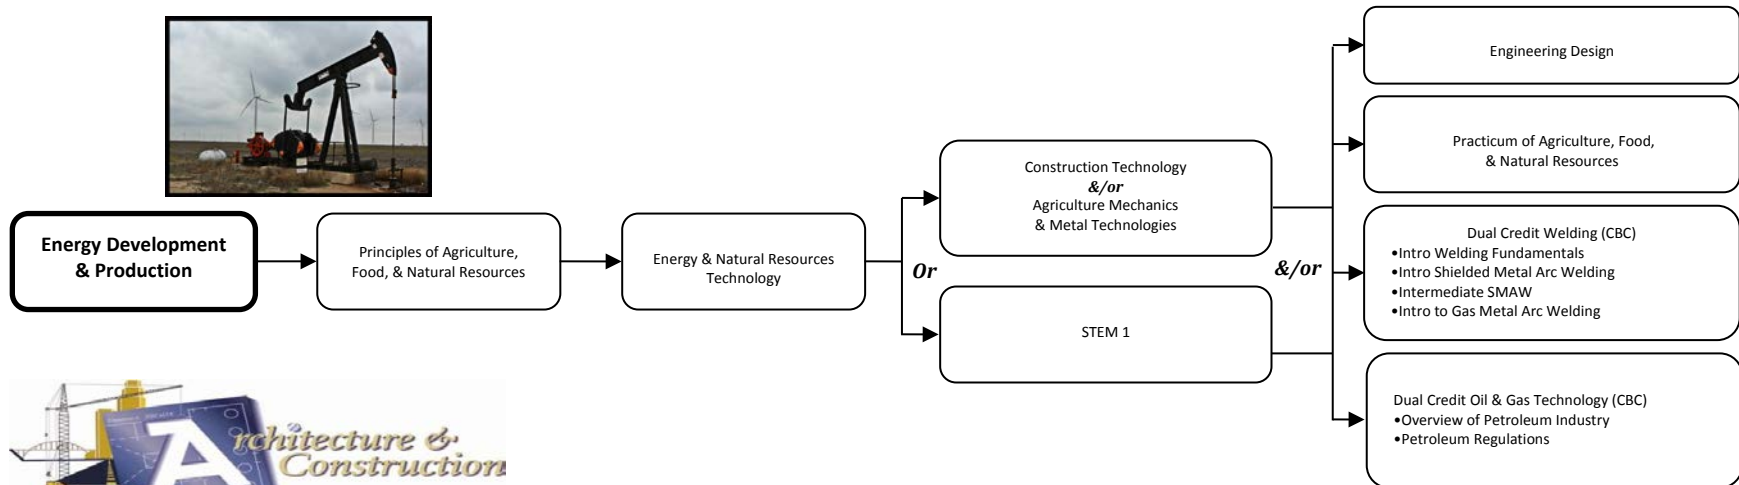 Energy Development
& Production
Principles of Agriculture,
Food, & Natural Resources
Energy & Natural Resources
Technology
Or
Construction Technology
&/or
Agriculture Mechanics
& Metal Technologies
STEM 1
&/or
Engineering Design
Practicum of Agriculture, Food,
& Natural Resources
Dual Credit Welding (CBC)
•Intro Welding Fundamentals
•Intro Shielded Metal Arc Welding
•Intermediate SMAW
•Intro to Gas Metal Arc Welding
Dual Credit Oil & Gas Technology (CBC)
•Overview of Petroleum Industry
•Petroleum Regulations
Architecture &
Construction